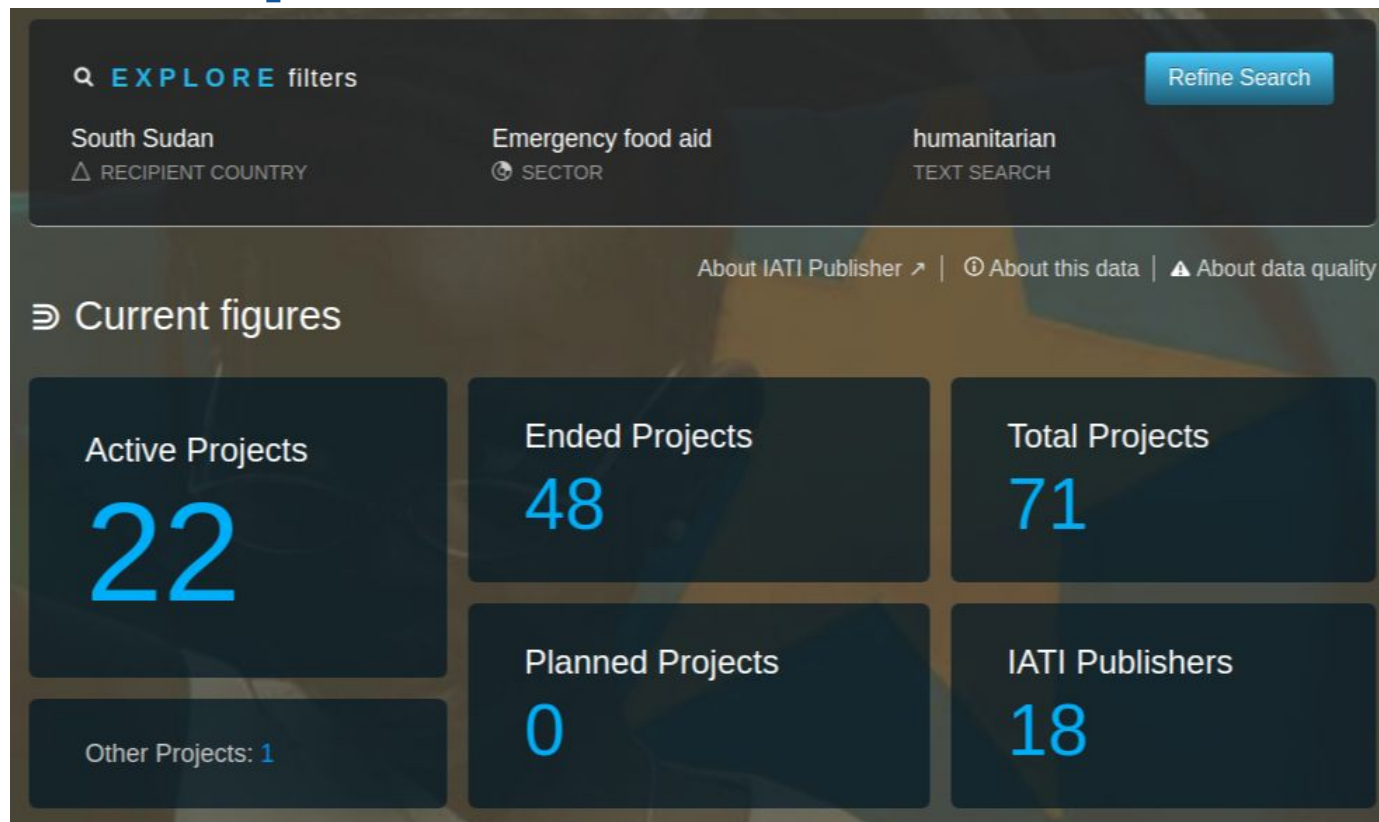 EXPLORE filters
Refine Search
South Sudan
RECIPIENT COUNTRY
Emergency food aid
SECTOR
humanitarian
TEXT SEARCH
About IATI Publisher ↗ | About this data | About data quality
Current figures
Active Projects
22
Ended Projects
48
Total Projects
71
Other Projects: 1
Planned Projects
0
IATI Publishers
18